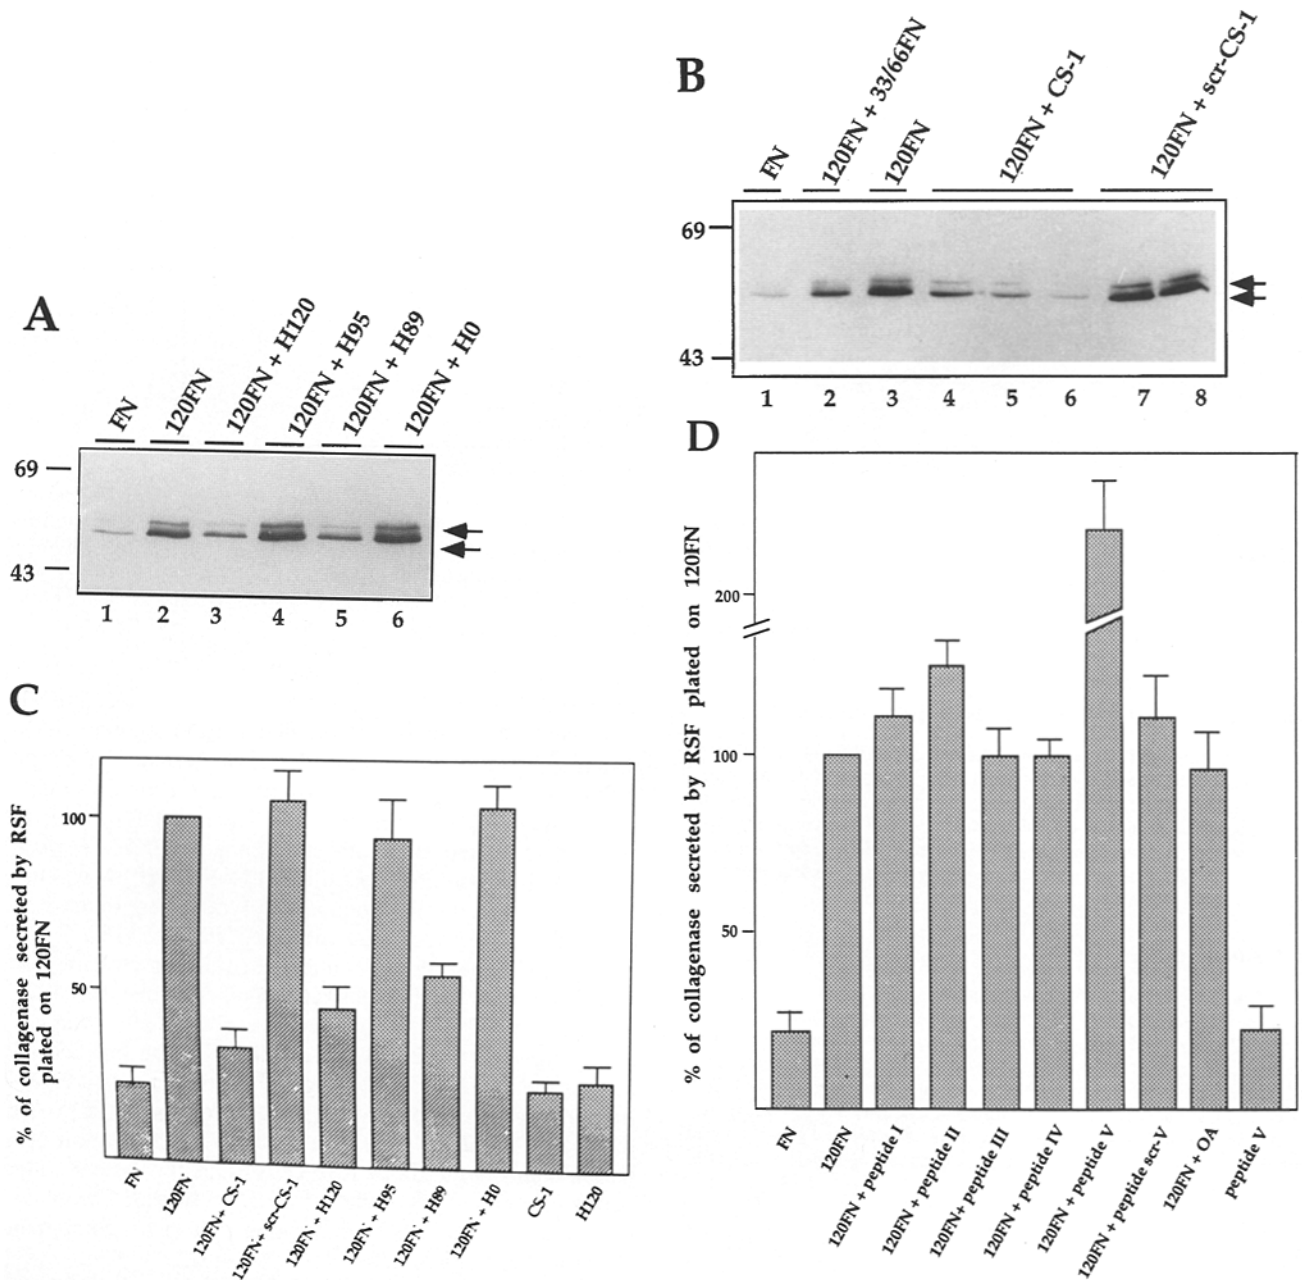 A
FN
120FN
120FN + H120
120FN + H95
120FN + H89
120FN + H0
69
43
1 2 3 4 5 6
B
FN
120FN + 33/66FN
120FN
120FN + CS-1
120FN + scr-CS-1
69
43
1 2 3 4 5 6 7 8
C
% of collagenase secreted by RSF
plated on 120FN
100
50
FN
120FN
120FN+ CS-1
120FN + scr-CS-1
120FN + H120
120FN + H95
120FN + H89
120FN + H0
CS-1
H120
D
% of collagenase secreted by RSF plated on 120FN
200
100
50
FN
120FN
120FN + peptide I
120FN + peptide II
120FN+ peptide III
120FN + peptide IV
120FN + peptide V
120FN + peptide scr-V
120FN + OA
peptide V